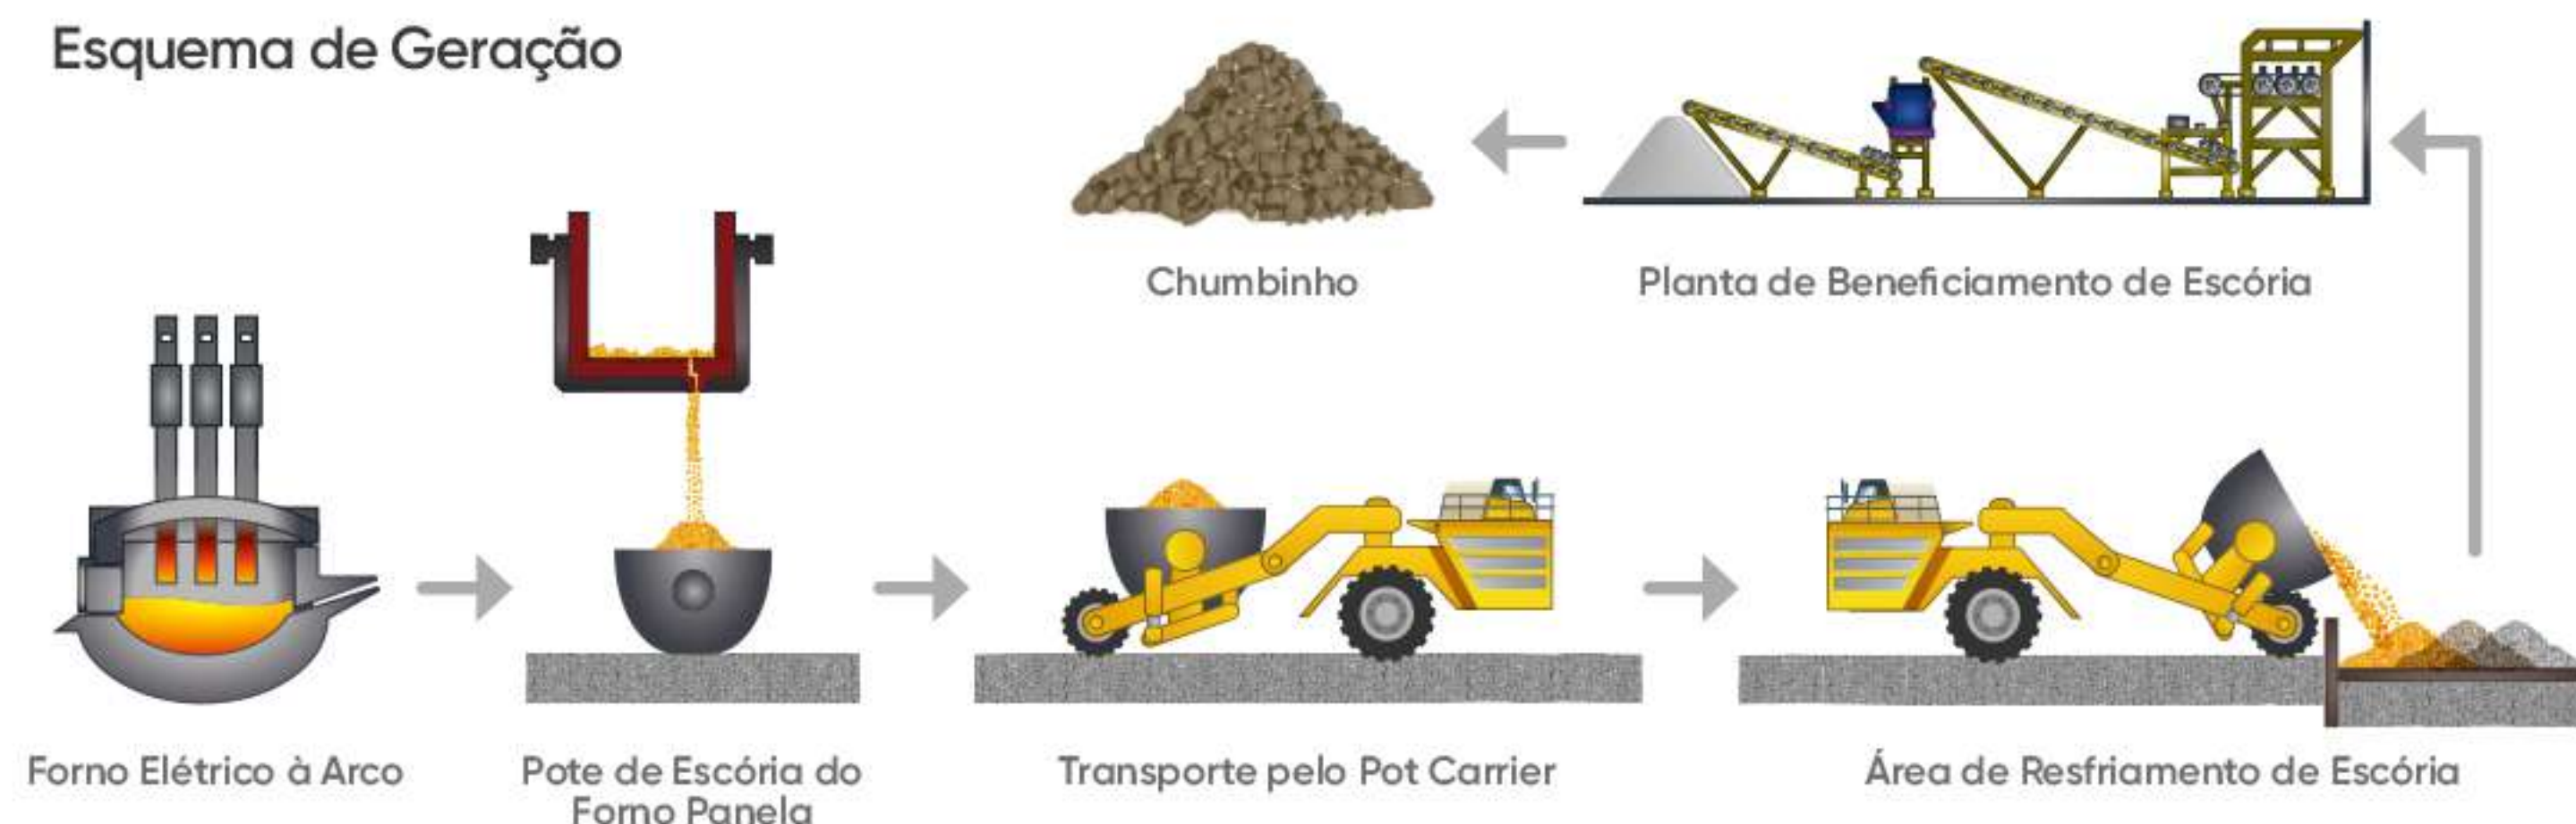 Esquema de Geração
Chumbinho
Planta de Beneficiamento de Escória
Forno Elétrico à Arco
Pote de Escória do
Forno Panela
Transporte pelo Pot Carrier
Área de Resfriamento de Escória